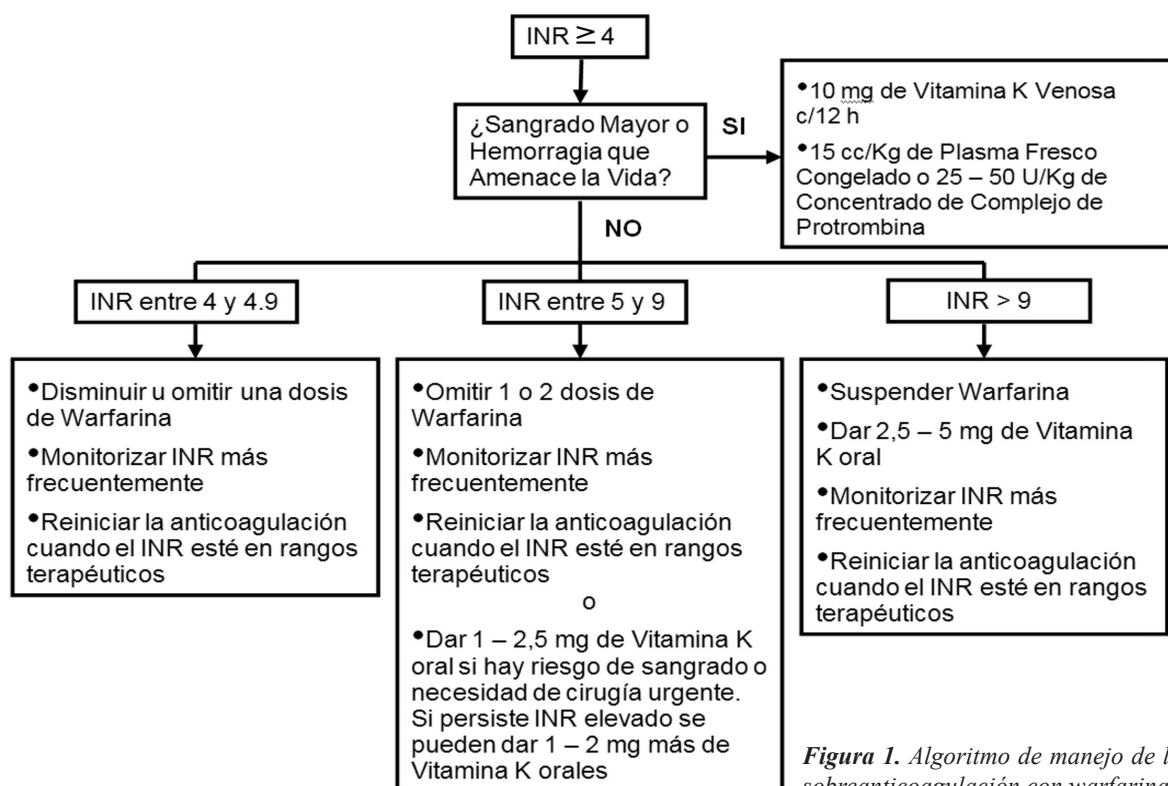 INR ≥ 4
¿Sangrado Mayor o
Hemorragia que
Amenace la Vida?
SI
•10 mg de Vitamina K Venosa
c/12 h
•15 cc/Kg de Plasma Fresco
Congelado o 25 – 50 U/Kg de
Concentrado de Complejo de
Protrombina
NO
INR entre 4 y 4.9
•Disminuir u omitir una dosis
de Warfarina
•Monitorizar INR más
frecuentemente
•Reiniciar la anticoagulación
cuando el INR esté en rangos
terapéuticos
INR entre 5 y 9
•Omitir 1 o 2 dosis de
Warfarina
•Monitorizar INR más
frecuentemente
•Reiniciar la anticoagulación
cuando el INR esté en rangos
terapéuticos
o
•Dar 1 – 2,5 mg de Vitamina K
oral si hay riesgo de sangrado o
necesidad de cirugía urgente.
Si persiste INR elevado se
pueden dar 1 – 2 mg más de
Vitamina K orales
INR > 9
•Suspender Warfarina
•Dar 2,5 – 5 mg de Vitamina
K oral
•Monitorizar INR más
frecuentemente
•Reiniciar la anticoagulación
cuando el INR esté en rangos
terapéuticos
Figura 1. Algoritmo de manejo de l
sobreanticoagulación con warfarina